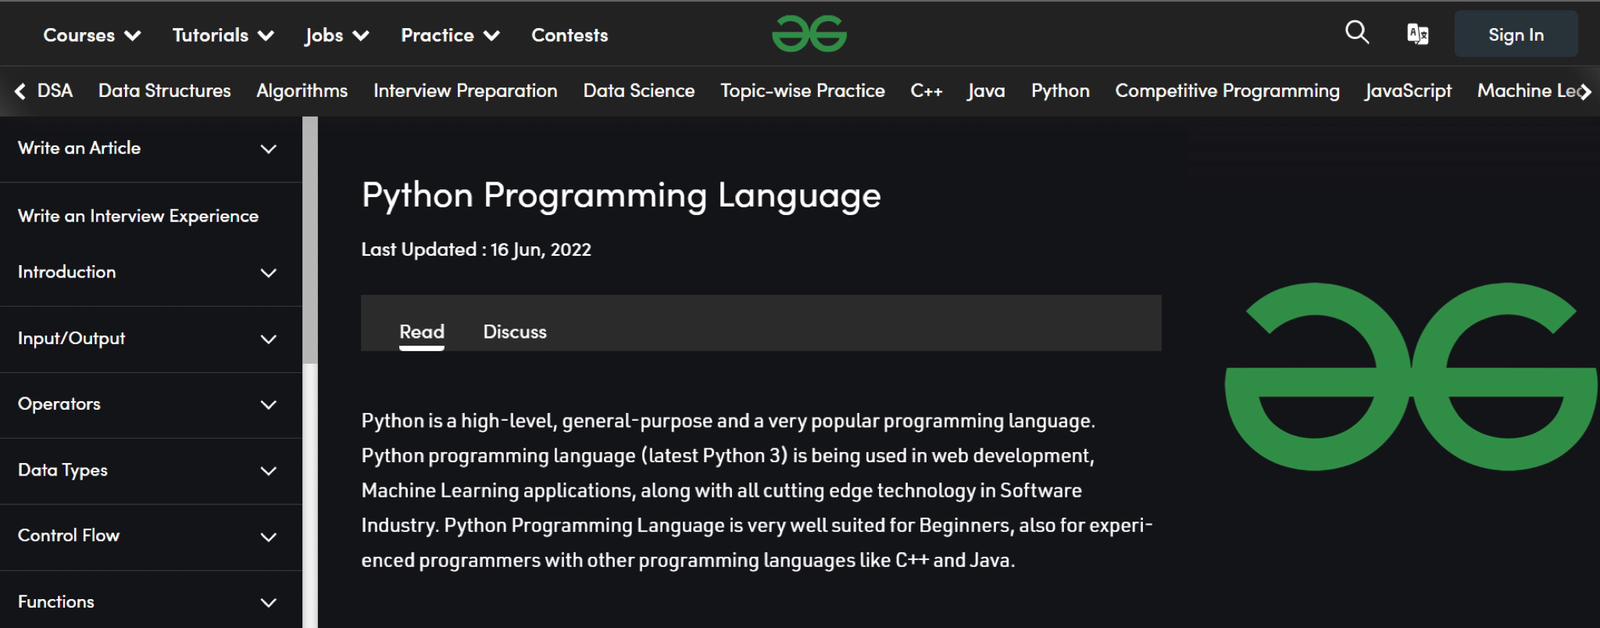 Courses Tutorials Jobs Practice Contests Sign In
DSA Data Structures Algorithms Interview Preparation Data Science Topic-wise Practice C++ Java Python Competitive Programming JavaScript Machine
Write an Article
Write an Interview Experience
Introduction
Input/Output
Operators
Data Types
Control Flow
Functions
Python Programming Language
Last Updated : 16 Jun, 2022
Read Discuss
Python is a high-level, general-purpose and a very popular programming language.
Python programming language (latest Python 3) is being used in web development,
Machine Learning applications, along with all cutting edge technology in Software
Industry. Python Programming Language is very well suited for Beginners, also for experi-
enced programmers with other programming languages like C++ and Java.